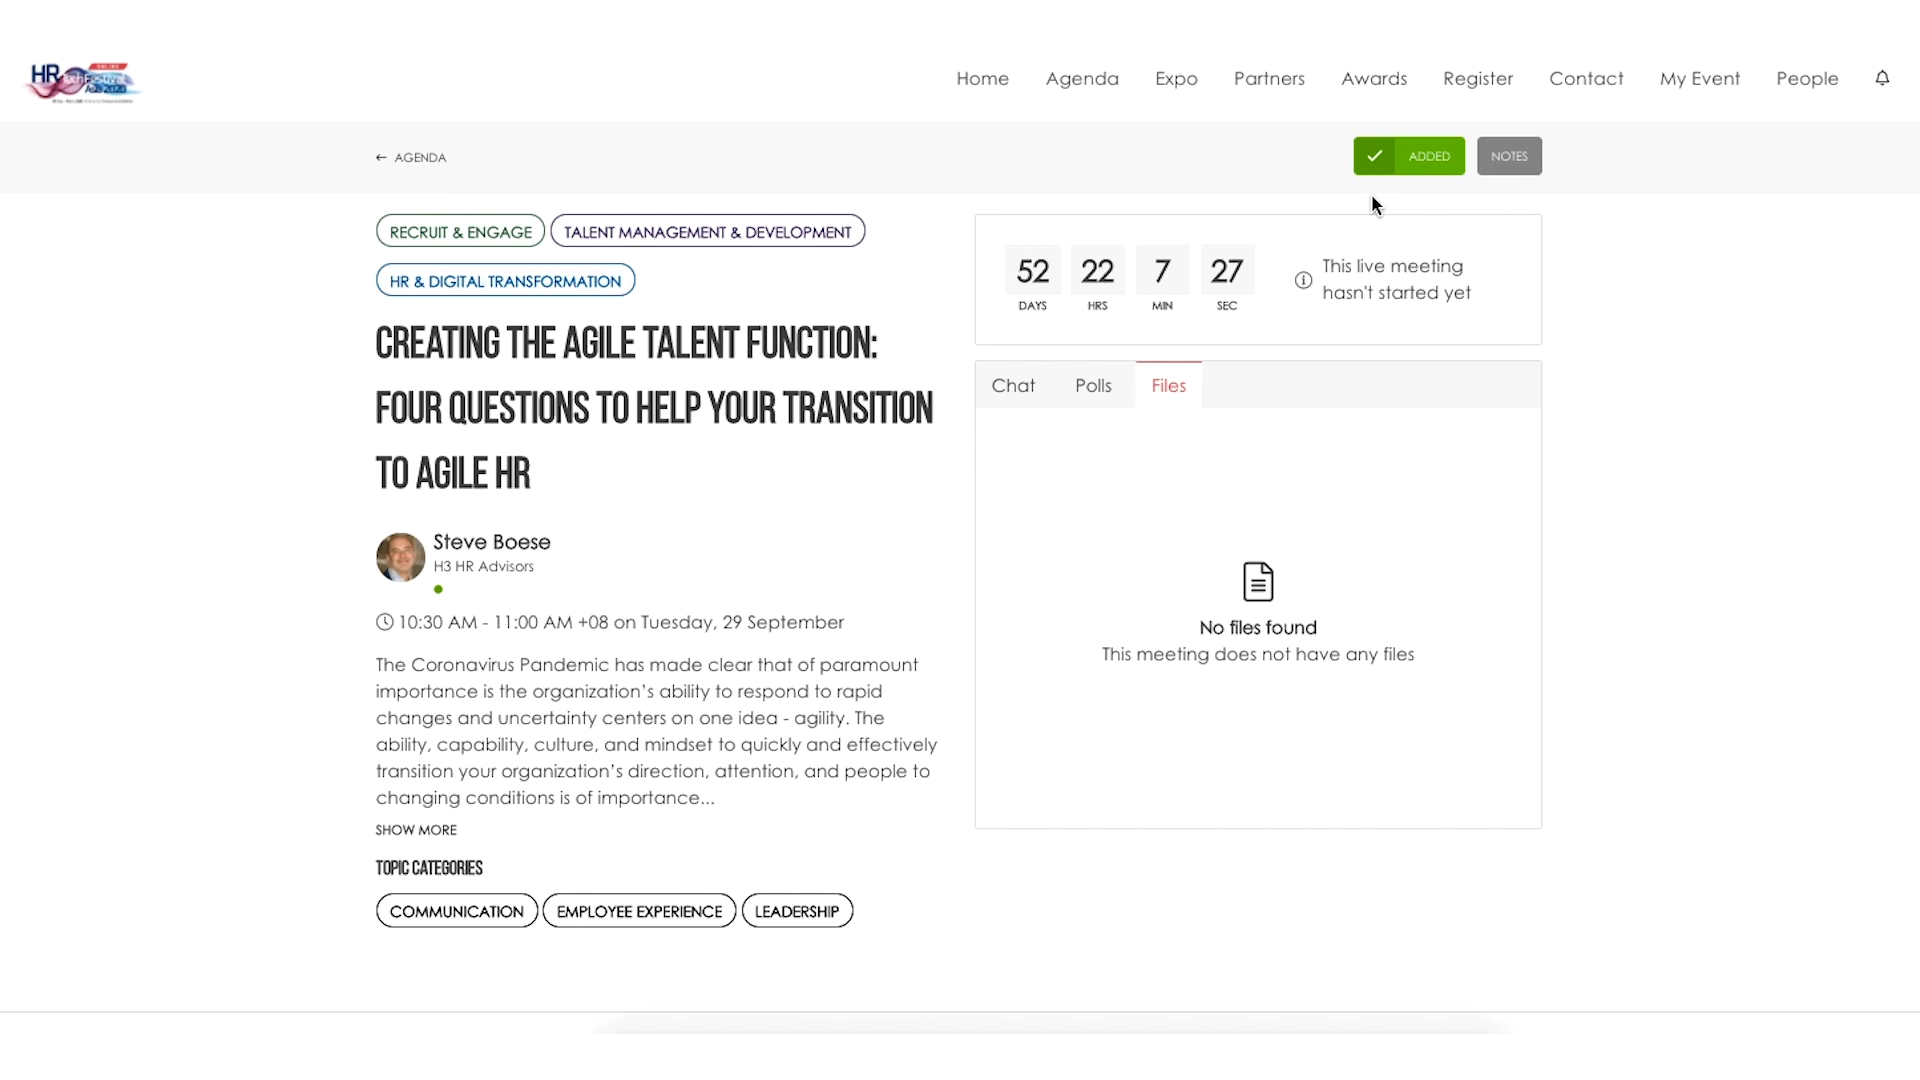 HR
ONLINE
TechFestival
Asia 2020
Home
Agenda
Expo
Partners
Awards
Register
Contact
My Event
People
← AGENDA
ADDED
NOTES
RECRUIT & ENGAGE
TALENT MANAGEMENT & DEVELOPMENT
HR & DIGITAL TRANSFORMATION
CREATING THE AGILE TALENT FUNCTION:
FOUR QUESTIONS TO HELP YOUR TRANSITION
TO AGILE HR
Steve Boese
H3 HR Advisors
10:30 AM - 11:00 AM +08 on Tuesday, 29 September
The Coronavirus Pandemic has made clear that of paramount
importance is the organization’s ability to respond to rapid
changes and uncertainty centers on one idea - agility. The
ability, capability, culture, and mindset to quickly and effectively
transition your organization’s direction, attention, and people to
changing conditions is of importance...
SHOW MORE
TOPIC CATEGORIES
COMMUNICATION
EMPLOYEE EXPERIENCE
LEADERSHIP
52
22
7
27
DAYS
HRS
MIN
SEC
This live meeting
hasn't started yet
Chat
Polls
Files
No files found
This meeting does not have any files